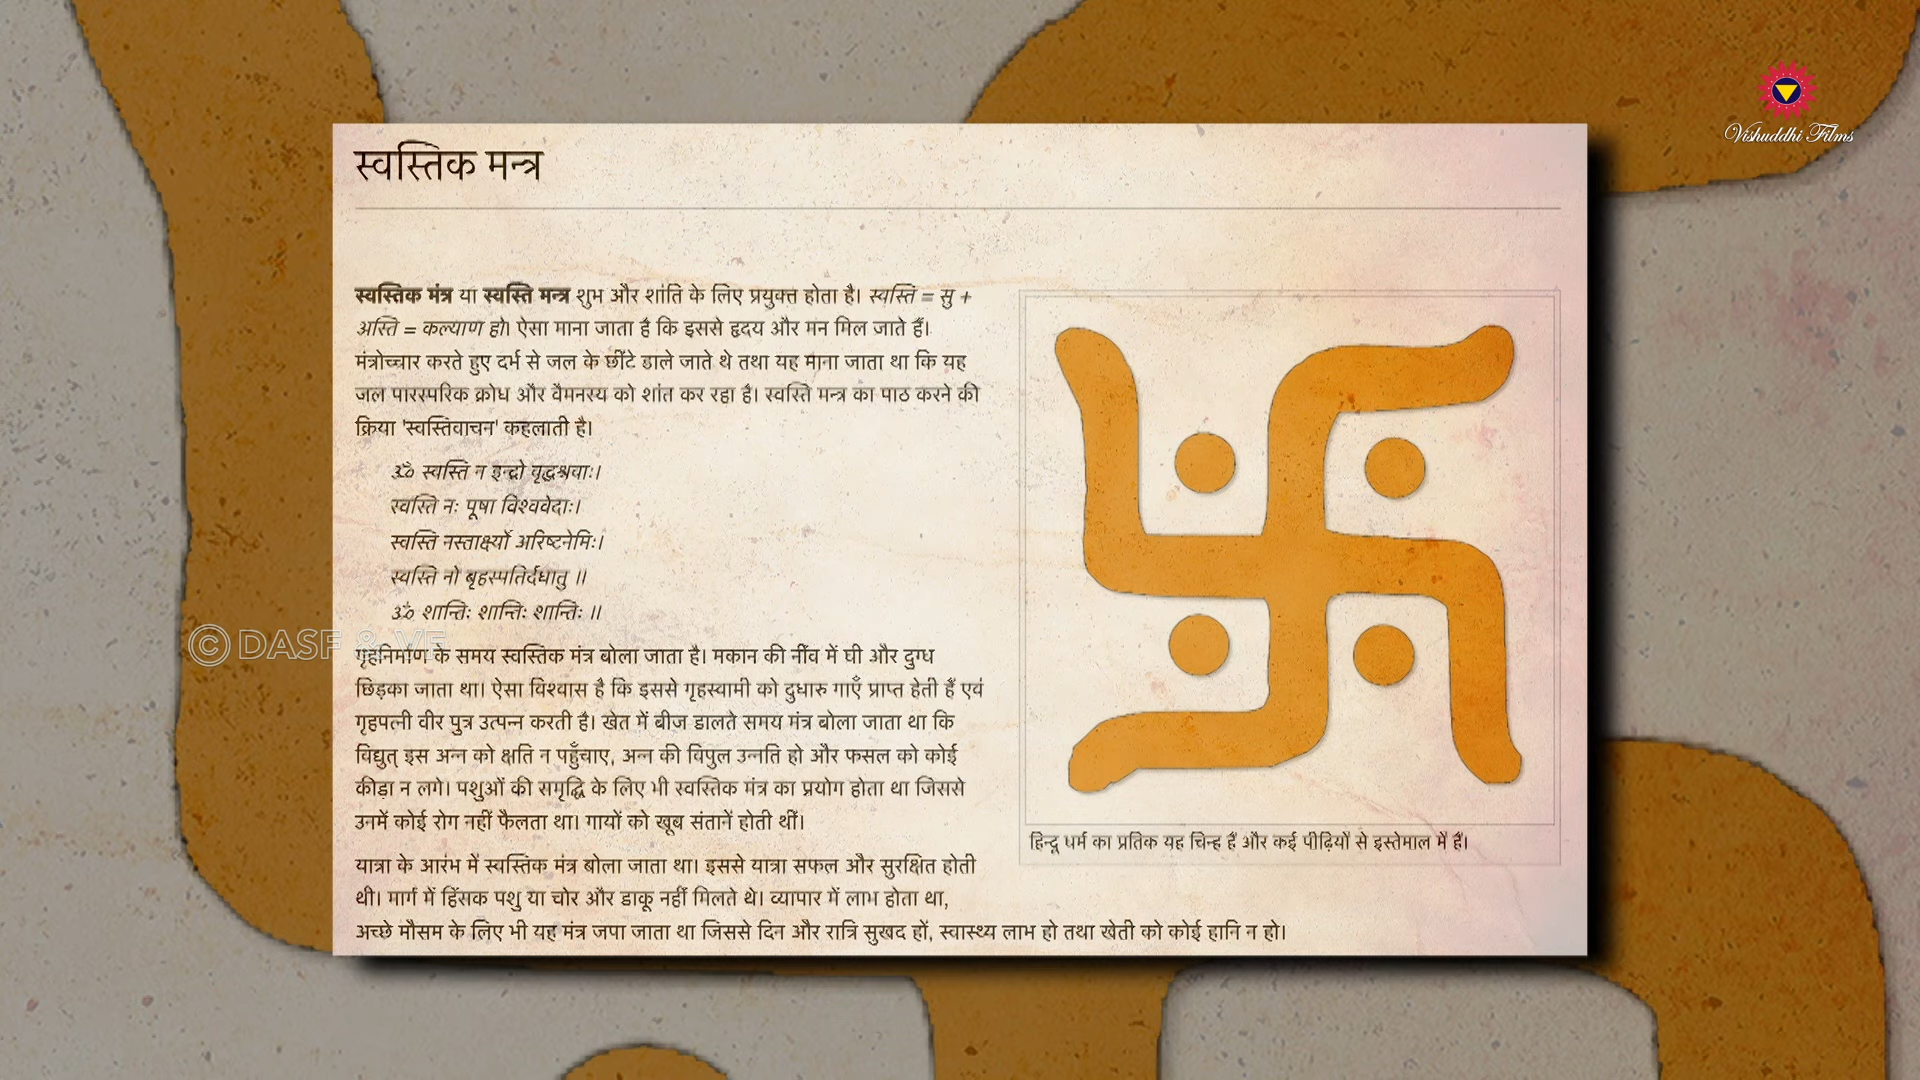 Vishuddhi Films
स्वस्तिक मन्त्र
स्वस्तिक मंत्र या स्वस्ति मन्त्र शुभ और शांति के लिए प्रयुक्त होता है। स्वस्ति = सु +
अस्ति = कल्याण हो। ऐसा माना जाता है कि इससे हृदय और मन मिल जाते हैं।
मंत्रोच्चार करते हुए दर्भ से जल के छींटे डाले जाते थे तथा यह माना जाता था कि यह
जल पारस्परिक क्रोध और वैमनस्य को शांत कर रहा है। स्वस्ति मन्त्र का पाठ करने की
क्रिया 'स्वस्तिवाचन' कहलाती है।
ॐ स्वस्ति न इन्द्रो वृद्धश्रवाः।
स्वस्ति नः पूषा विश्ववेदाः।
स्वस्ति नस्तार्क्ष्यो अरिष्टनेमिः।
स्वस्ति नो बृहस्पतिर्दधातु ॥
ॐ शान्तिः शान्तिः शान्तिः ॥
© DASF & VF
गृहनिर्माण के समय स्वस्तिक मंत्र बोला जाता है। मकान की नींव में घी और दुग्ध
छिड़का जाता था। ऐसा विश्वास है कि इससे गृहस्वामी को दुधारु गाएँ प्राप्त हेती हैं एवं
गृहपत्नी वीर पुत्र उत्पन्न करती है। खेत में बीज डालते समय मंत्र बोला जाता था कि
विद्युत् इस अन्न को क्षति न पहुँचाए, अन्न की विपुल उन्नति हो और फसल को कोई
कीड़ा न लगे। पशुओं की समृद्धि के लिए भी स्वस्तिक मंत्र का प्रयोग होता था जिससे
उनमें कोई रोग नहीं फैलता था। गायों को खूब संतानें होती थीं।
यात्रा के आरंभ में स्वस्तिक मंत्र बोला जाता था। इससे यात्रा सफल और सुरक्षित होती
थी। मार्ग में हिंसक पशु या चोर और डाकू नहीं मिलते थे। व्यापार में लाभ होता था,
अच्छे मौसम के लिए भी यह मंत्र जपा जाता था जिससे दिन और रात्रि सुखद हों, स्वास्थ्य लाभ हो तथा खेती को कोई हानि न हो।
हिन्दू धर्म का प्रतिक यह चिन्ह हैं और कई पीढ़ियों से इस्तेमाल में हैं।